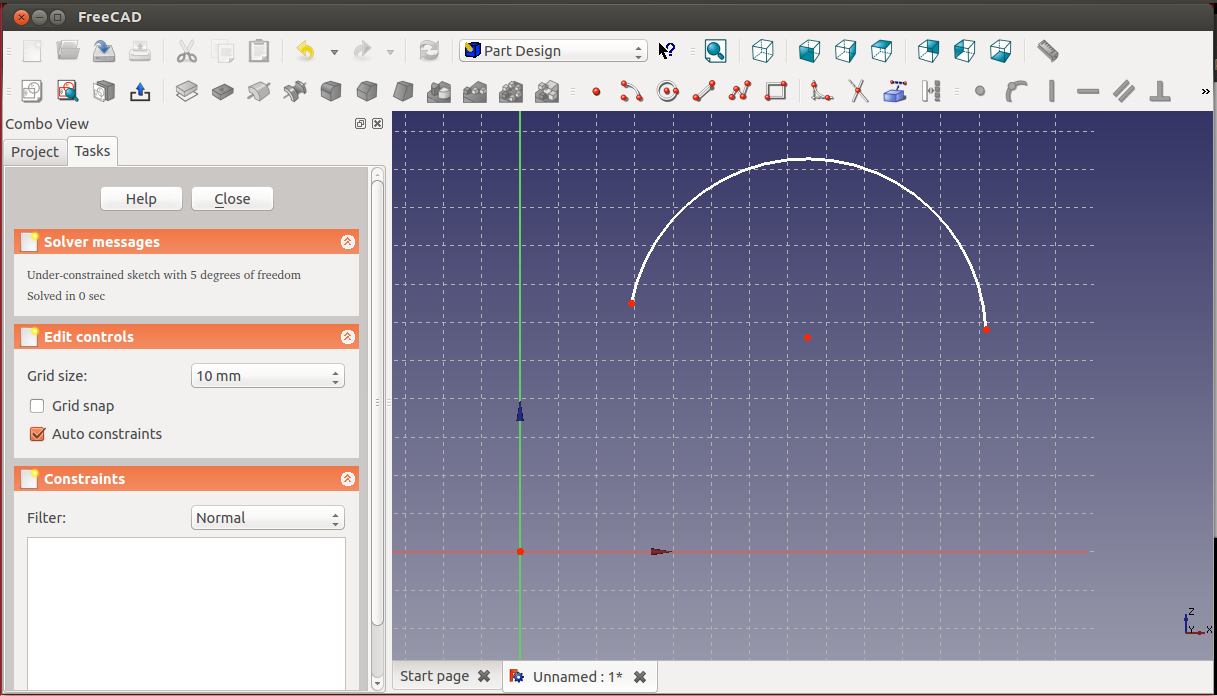 FreeCAD
Part Design
Combo View
Project
Tasks
Help
Close
Solver messages
Under-constrained sketch with 5 degrees of freedom
Solved in 0 sec
Edit controls
Grid size:
10 mm
Grid snap
Auto constraints
Constraints
Filter:
Normal
Z
Y
X
Start page
Unnamed : 1*